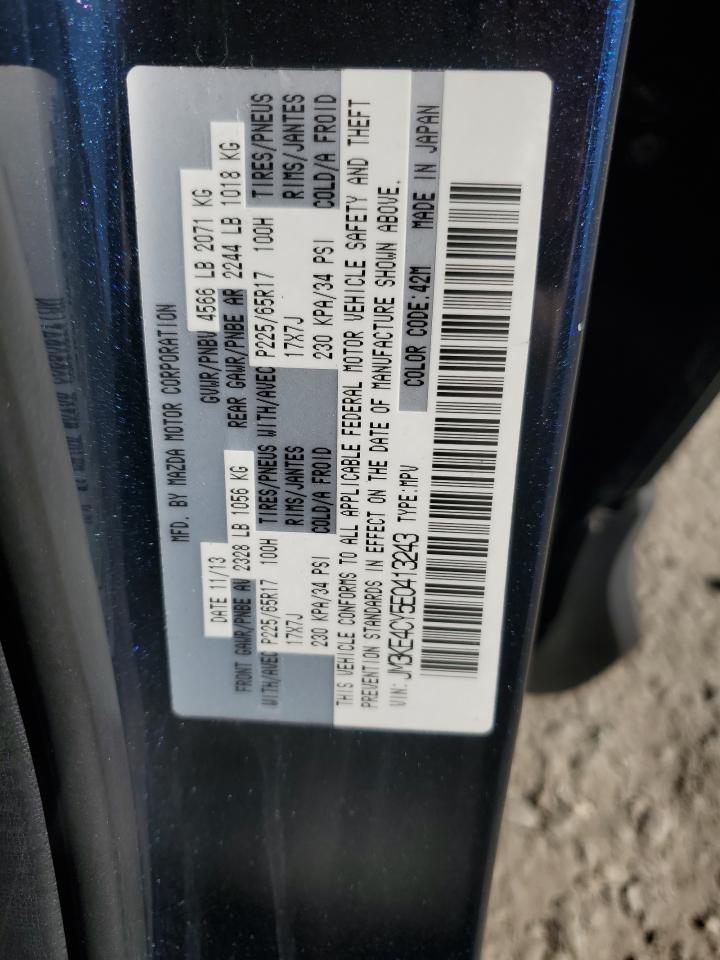 MFD. BY MAZDA MOTOR CORPORATION
DATE 11/13 GVWR/PNBV 4566 LB 2071 KG
FRONT GAWR/PNBE AV 2328 LB 1056 KG REAR GAWR/PNBE AR 2244 LB 1018 KG
WITH/AVEC P225/65R17 100H TIRES/PNEUS WITH/AVEC P225/65R17 100H TIRES/PNEUS
17X7J RIMS/JANTES 17X7J RIMS/JANTES
230 KPA/34 PSI COLD/A FROID 230 KPA/34 PSI COLD/A FROID
THIS VEHICLE CONFORMS TO ALL APPLICABLE FEDERAL MOTOR VEHICLE SAFETY AND THEFT
PREVENTION STANDARDS IN EFFECT ON THE DATE OF MANUFACTURE SHOWN ABOVE.
VIN: JM3KE4CY5E0413243 TYPE:MPV COLOR CODE:42M MADE IN JAPAN